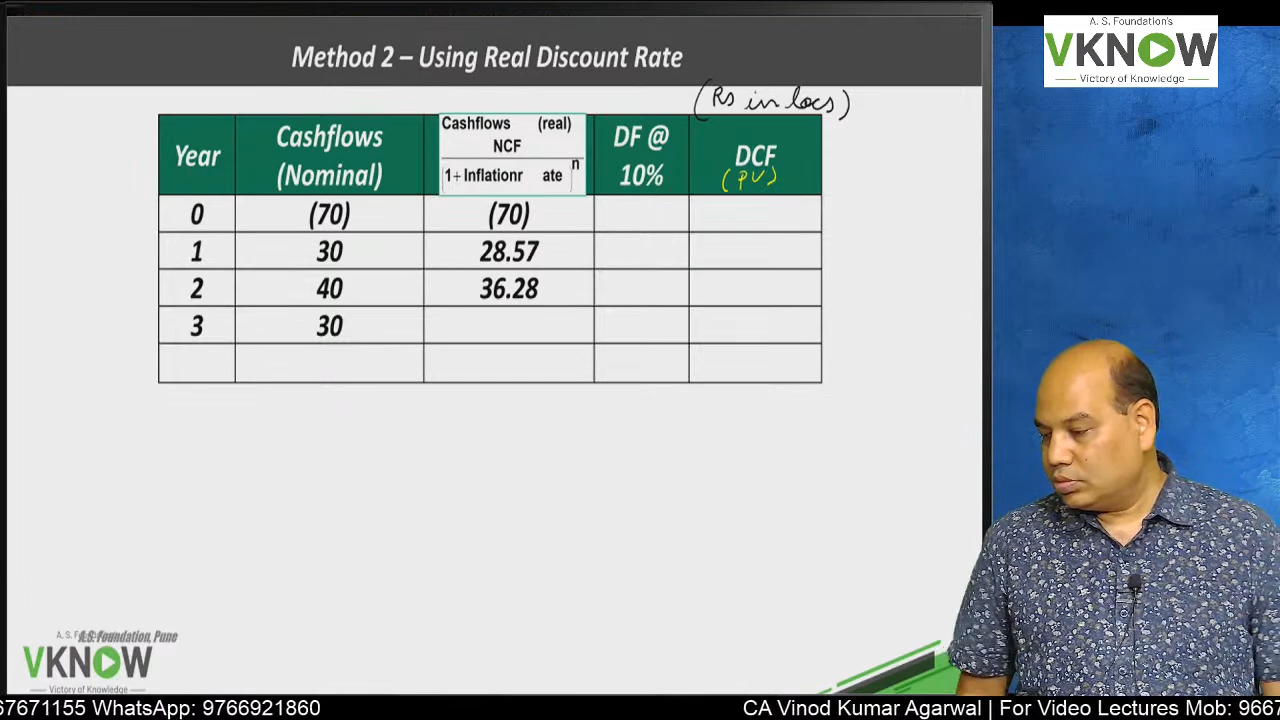 A. S. Foundation's
VKNOW
Victory of Knowledge
Method 2 – Using Real Discount Rate
(Rs in lacs)
Year
Cashflows
(Nominal)
Cashflows (real)
NCF
(1+ Inflationr ate )n
DF @
10%
DCF
(PV)
0 (70) (70)
1 30 28.57
2 40 36.28
3 30
A.S. Foundation, Pune
VKNOW
Victory of Knowledge
67671155 WhatsApp: 9766921860
CA Vinod Kumar Agarwal | For Video Lectures Mob: 9667